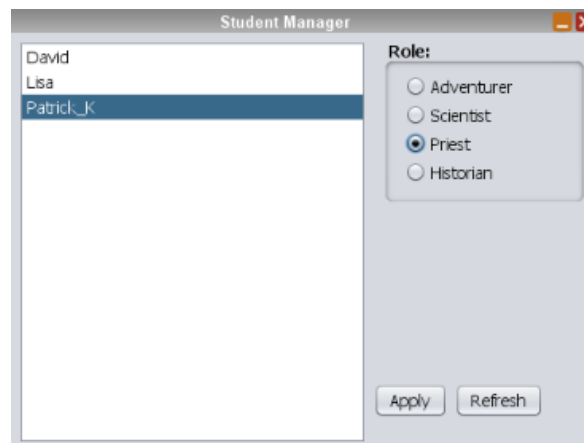 Student Manager
David
Lisa
Patrick_K
Role:
Adventurer
Scientist
Priest
Historian
Apply
Refresh